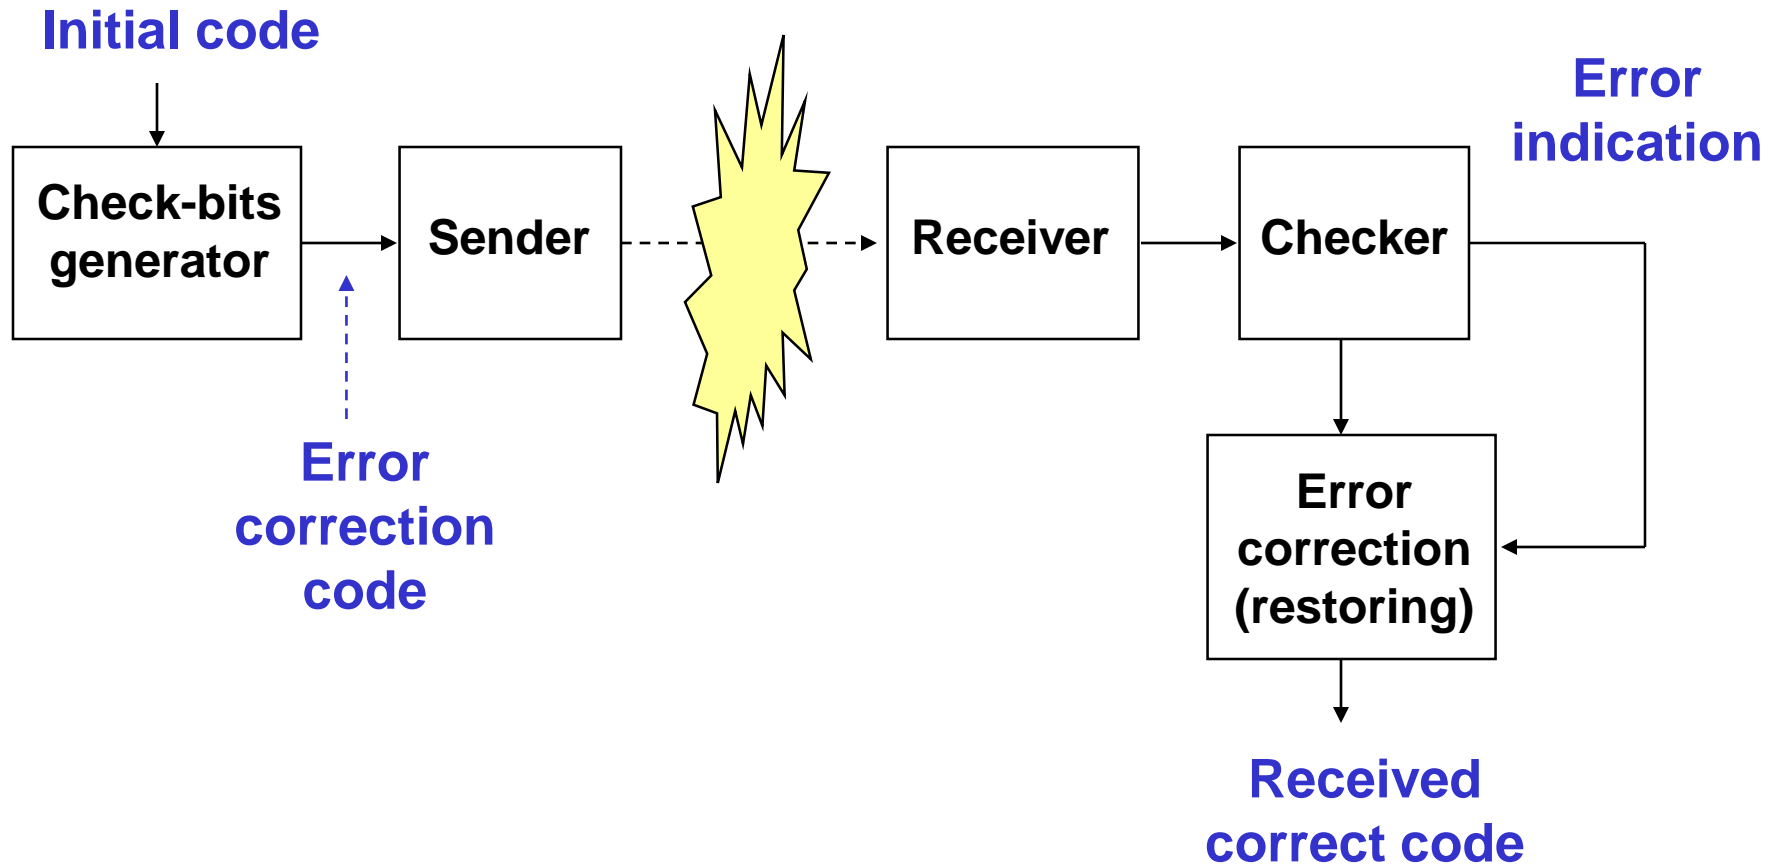 Initial code
Check-bits
generator
Sender
Receiver
Checker
Error
indication
Error
correction
code
Error
correction
(restoring)
Received
correct code